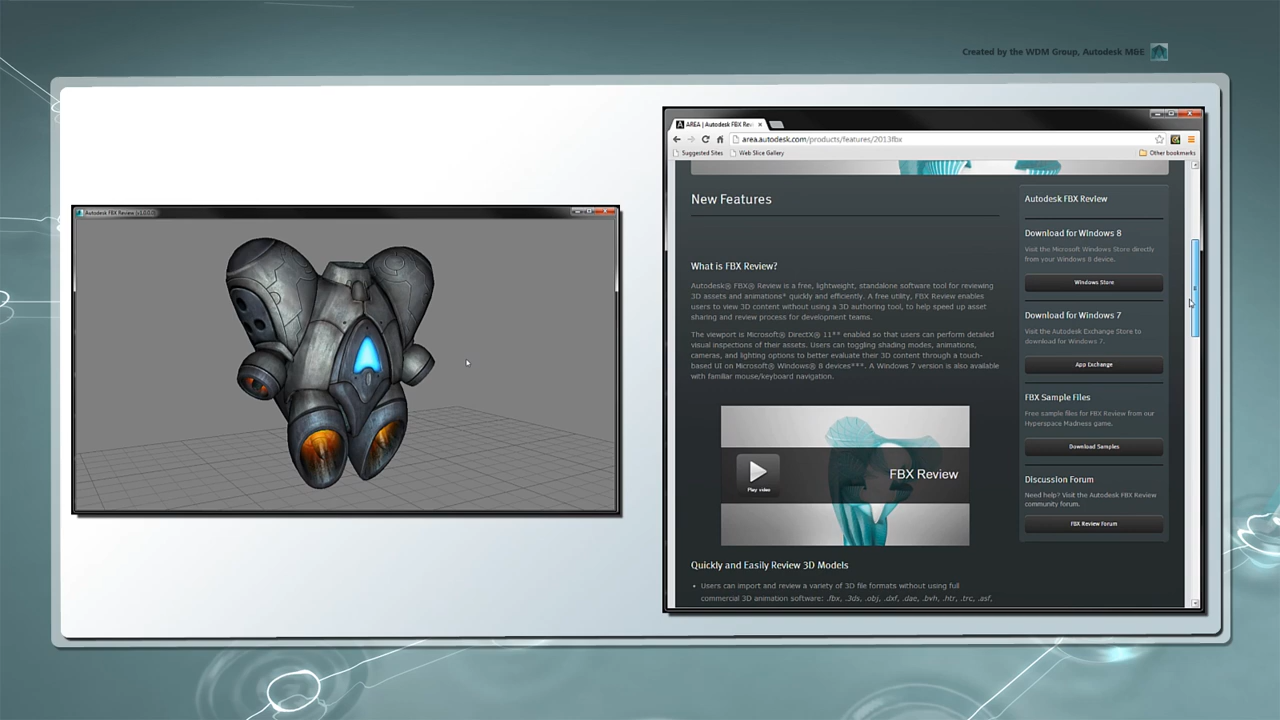 Created by the WDM Group, Autodesk M&E
Autodesk FBX Review (v1.0.0.0)
AREA | Autodesk FBX Rev
area.autodesk.com/products/features/2013fbx
Suggested Sites
Web Slice Gallery
Other bookmarks
New Features
What is FBX Review?
Autodesk® FBX® Review is a free, lightweight, standalone software tool for reviewing
3D assets and animations* quickly and efficiently. A free utility, FBX Review enables
users to view 3D content without using a 3D authoring tool, to help speed up asset
sharing and review process for development teams.
The viewport is Microsoft® DirectX® 11** enabled so that users can perform detailed
visual inspections of their assets. Users can toggling shading modes, animations,
cameras, and lighting options to better evaluate their 3D content through a touch-
based UI on Microsoft® Windows® 8 devices***. A Windows 7 version is also available
with familiar mouse/keyboard navigation.
Play video
FBX Review
Quickly and Easily Review 3D Models
• Users can import and review a variety of 3D file formats without using full
commercial 3D animation software: .fbx, .3ds, .obj, .dxf, .dae, .bvh, .htr, .trc, .asf,
Autodesk FBX Review
Download for Windows 8
Visit the Microsoft Windows Store directly
from your Windows 8 device.
Windows Store
Download for Windows 7
Visit the Autodesk Exchange Store to
download for Windows 7.
App Exchange
FBX Sample Files
Free sample files for FBX Review from our
Hyperspace Madness game.
Download Samples
Discussion Forum
Need help? Visit the Autodesk FBX Review
community forum.
FBX Review Forum